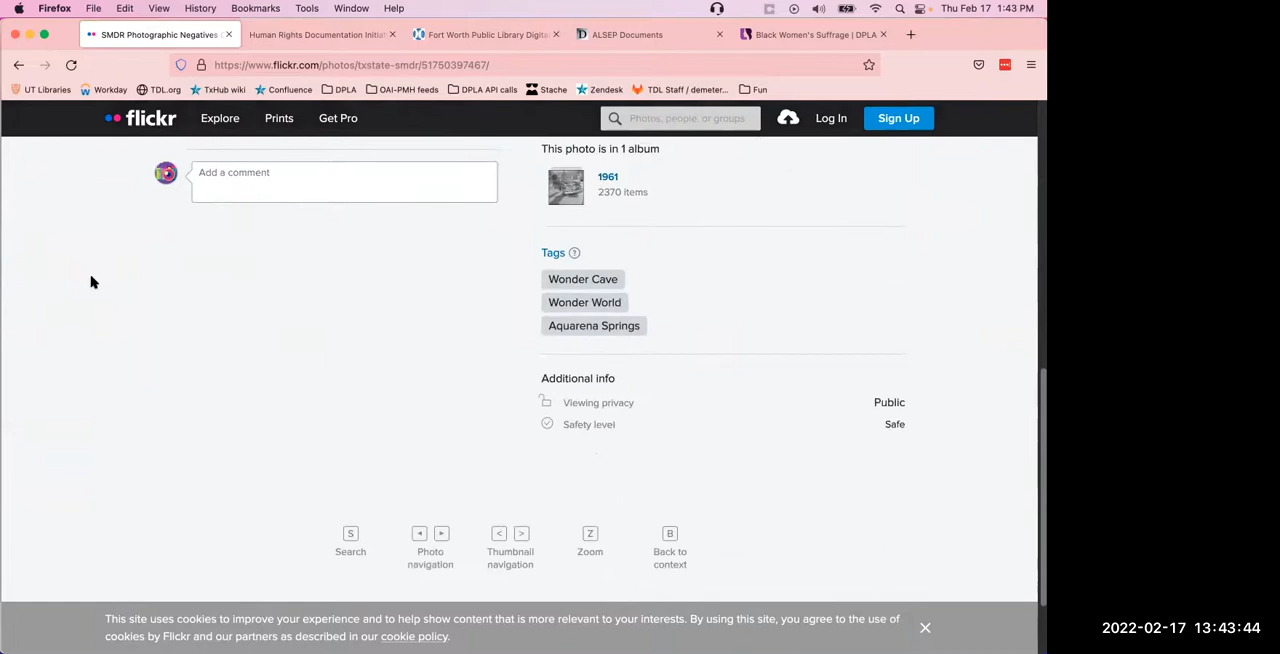 Firefox File Edit View History Bookmarks Tools Window Help Thu Feb 17 1:43 PM
SMDR Photographic Negatives Human Rights Documentation Initia Fort Worth Public Library Digita ALSEP Documents Black Women's Suffrage | DPLA
https://www.flickr.com/photos/txstate-smdr/51750397467/
UT Libraries Workday TDL.org TxHub wiki Confluence DPLA OAI-PMH feeds DPLA API calls Stache Zendesk TDL Staff / demeter... Fun
flickr Explore Prints Get Pro Photos, people, or groups Log In Sign Up
This photo is in 1 album
Add a comment
1961
2370 items
Tags ?
Wonder Cave
Wonder World
Aquarena Springs
Additional info
Viewing privacy Public
Safety level Safe
S Z B
< >
Search Photo navigation Thumbnail navigation Zoom Back to context
This site uses cookies to improve your experience and to help show content that is more relevant to your interests. By using this site, you agree to the use of
cookies by Flickr and our partners as described in our cookie policy.
2022-02-17 13:43:44